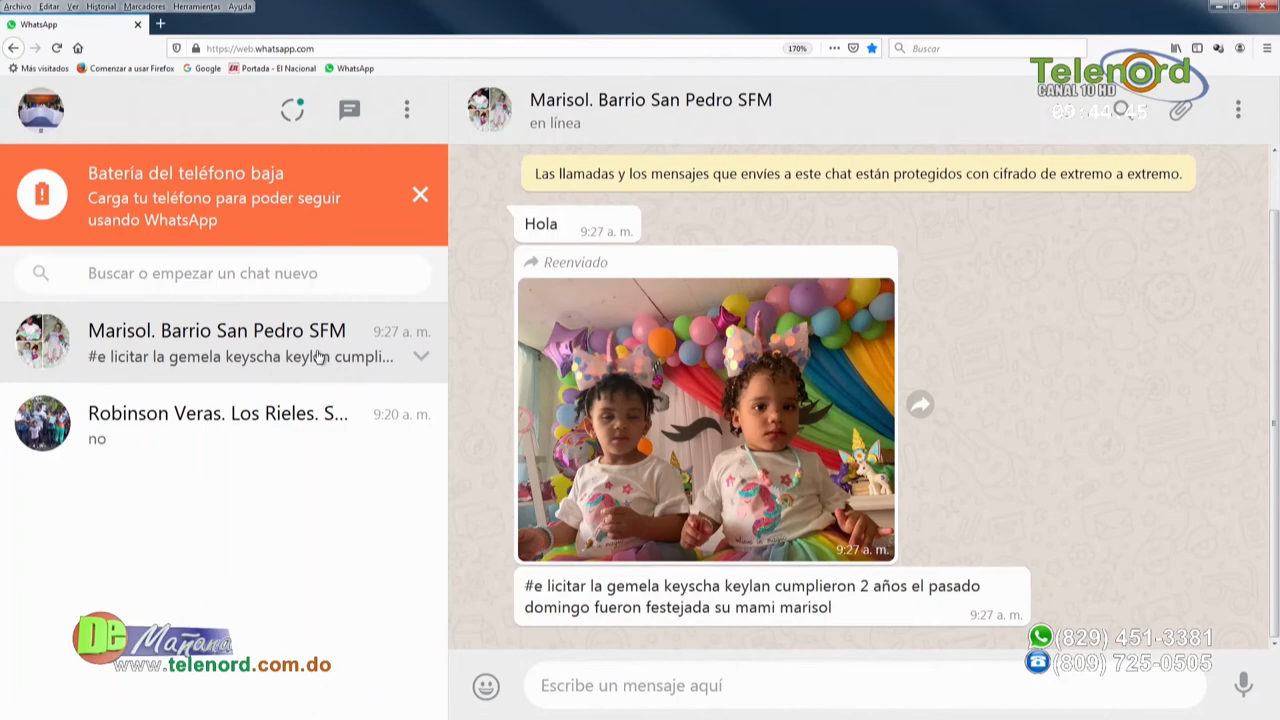 Archivo Editar Ver Historial Marcadores Herramientas Ayuda
WhatsApp
https://web.whatsapp.com
170%
Buscar
Más visitados Comenzar a usar Firefox Google Portada - El Nacional WhatsApp
Telenord
CANAL 10 HD
09:44:45
Marisol. Barrio San Pedro SFM
en línea
Batería del teléfono baja
Carga tu teléfono para poder seguir
usando WhatsApp
Buscar o empezar un chat nuevo
Marisol. Barrio San Pedro SFM 9:27 a. m.
#e licitar la gemela keyscha keylan cumpli...
Robinson Veras. Los Rieles. S... 9:20 a. m.
no
Las llamadas y los mensajes que envíes a este chat están protegidos con cifrado de extremo a extremo.
Hola 9:27 a. m.
Reenviado
9:27 a. m.
#e licitar la gemela keyscha keylan cumplieron 2 años el pasado
domingo fueron festejada su mami marisol
9:27 a. m.
De Mañana
www.telenord.com.do
(829) 451-3381
(809) 725-0505
Escribe un mensaje aquí